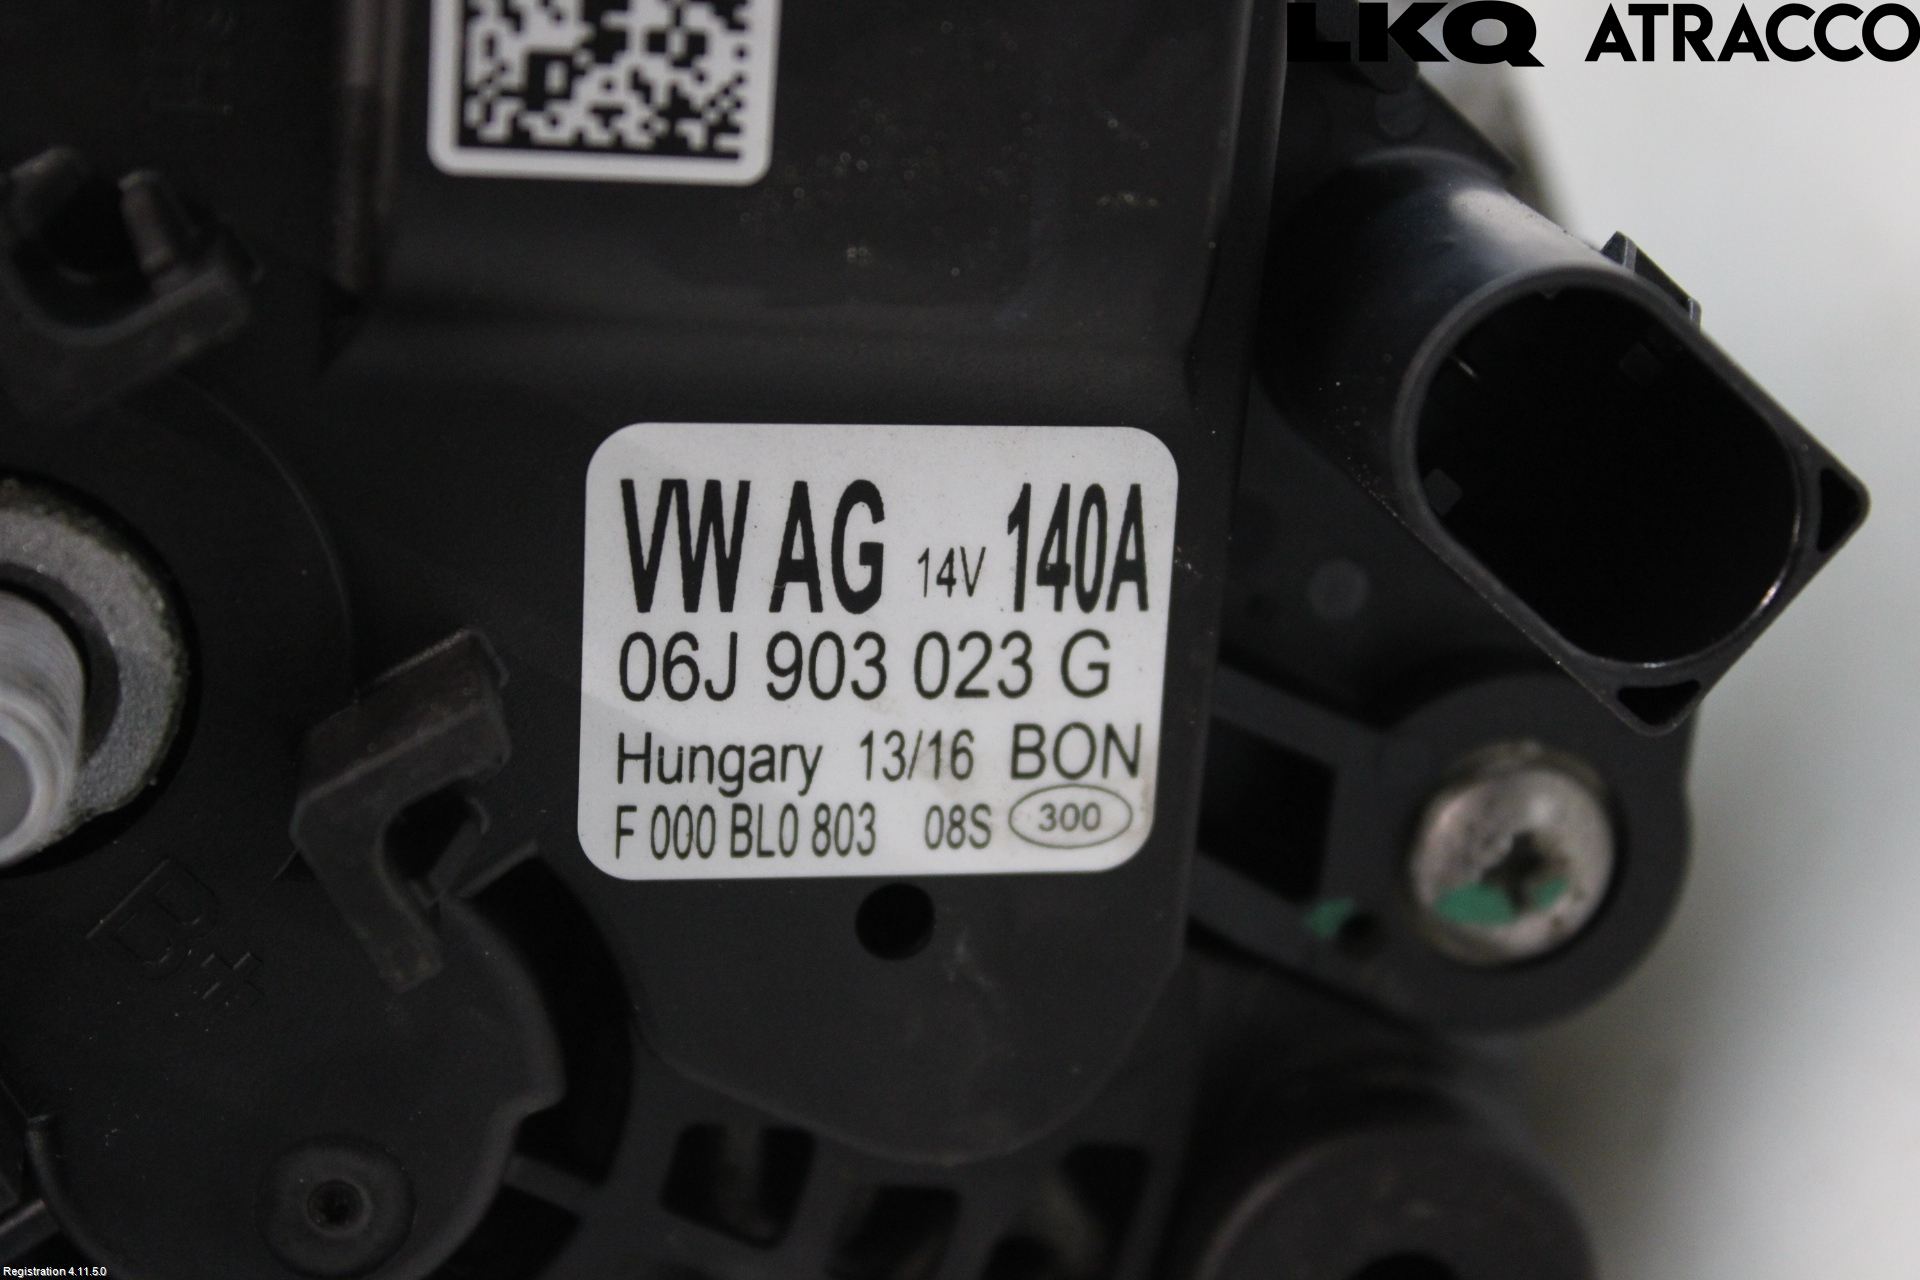 LKQ ATRACCO
VW AG 14V 140A
06J 903 023 G
Hungary 13/16 BON
F 000 BL0 803 08S 300
B+
Registration 4.11.5.0